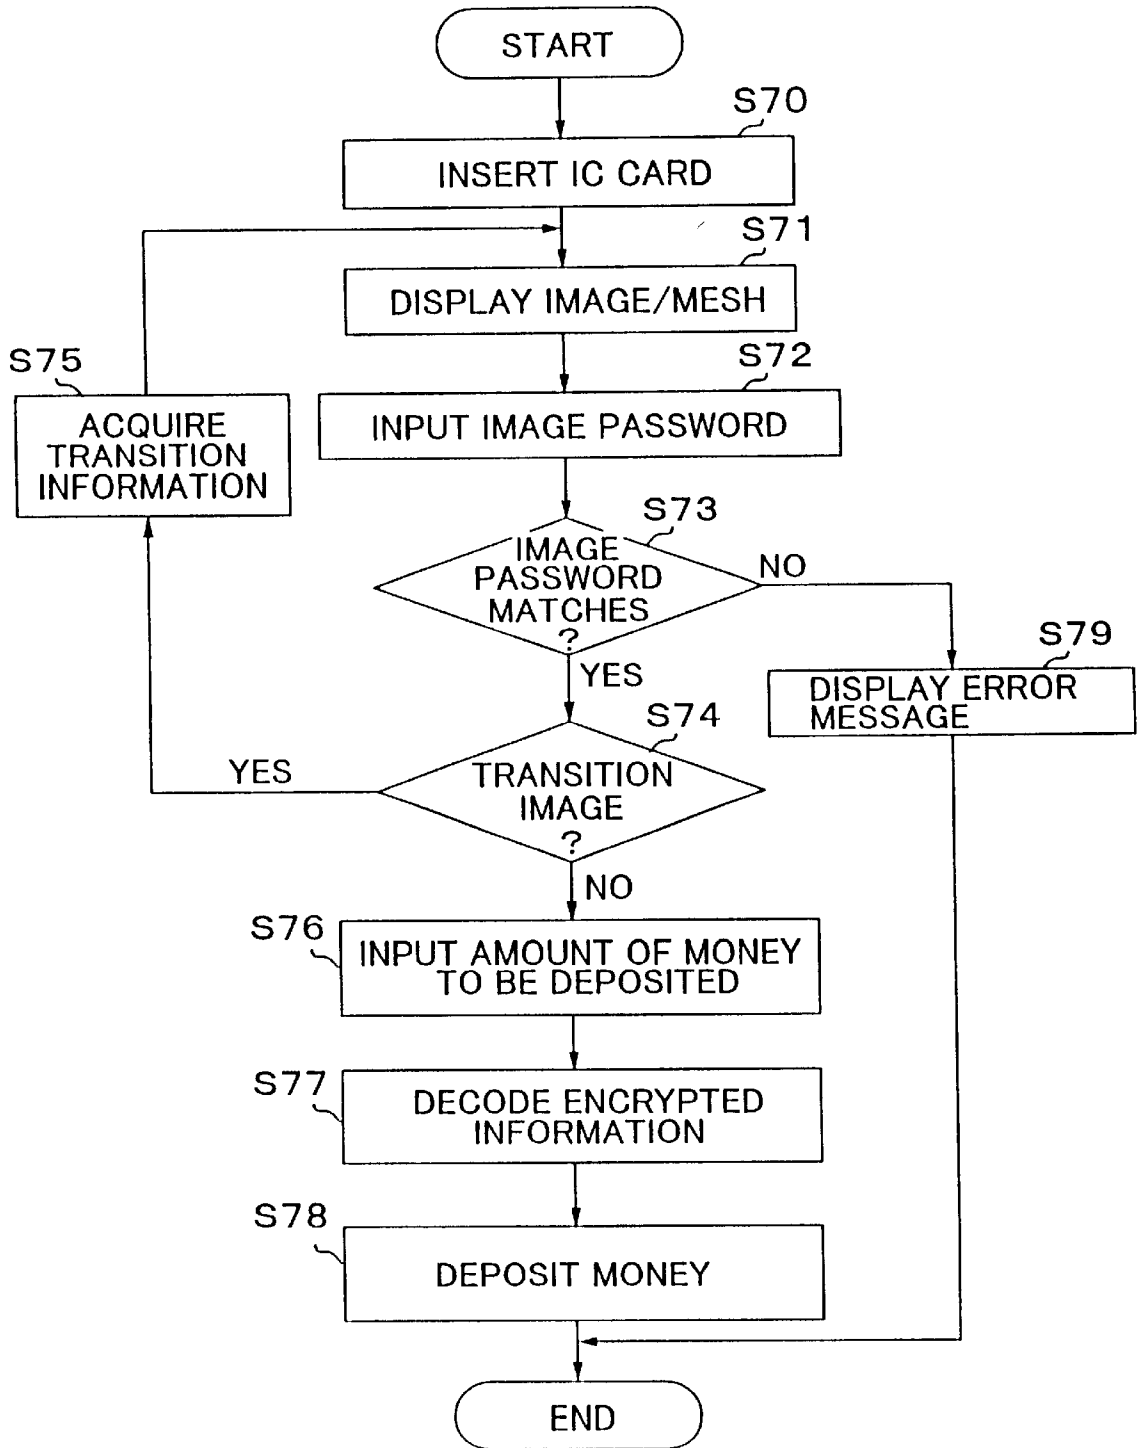 START
S70
INSERT IC CARD
S71
DISPLAY IMAGE/MESH
S75
ACQUIRE
TRANSITION
INFORMATION
S72
INPUT IMAGE PASSWORD
S73
IMAGE
PASSWORD
MATCHES
?
NO
YES
S79
DISPLAY ERROR
MESSAGE
S74
TRANSITION
IMAGE
?
YES
NO
S76
INPUT AMOUNT OF MONEY
TO BE DEPOSITED
S77
DECODE ENCRYPTED
INFORMATION
S78
DEPOSIT MONEY
END